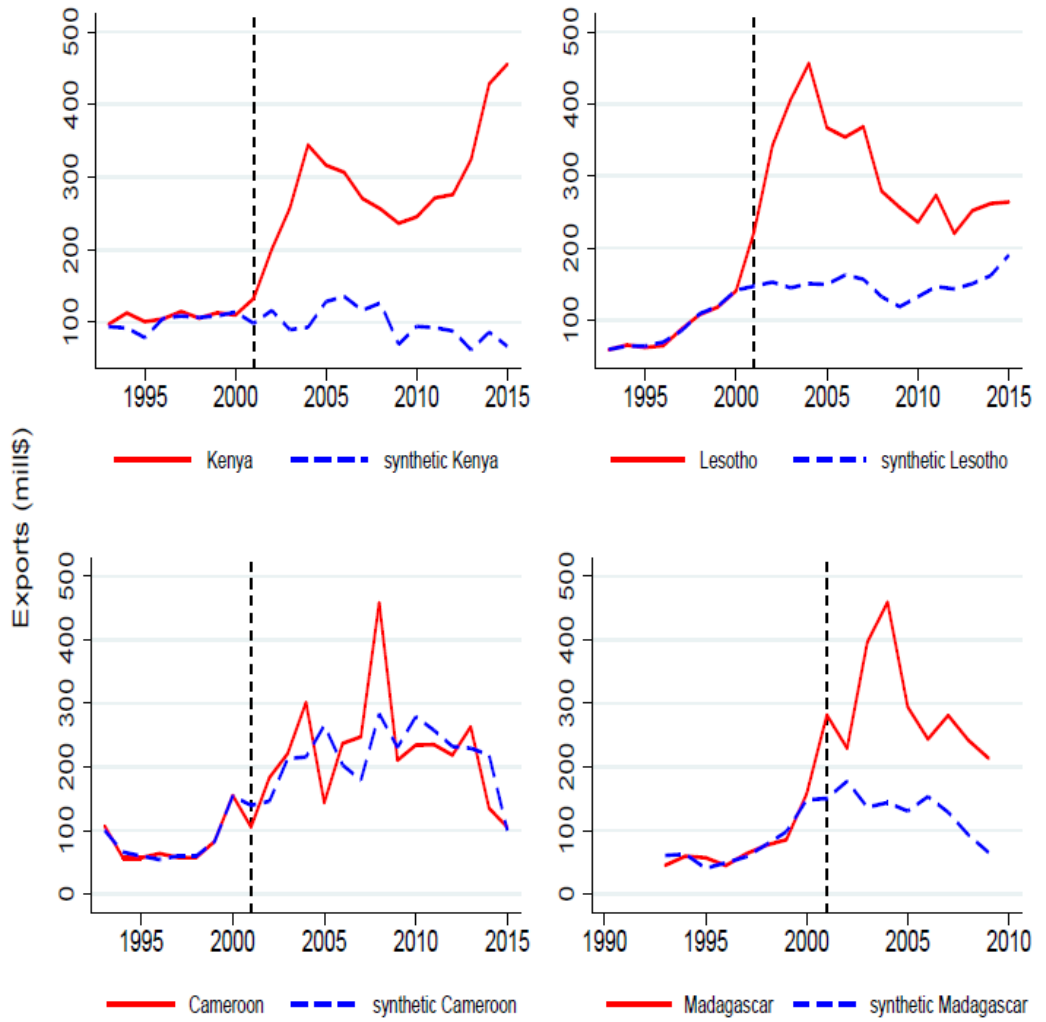 500
400
300
200
100
1995 2000 2005 2010 2015
Kenya synthetic Kenya
500
400
300
200
100
1995 2000 2005 2010 2015
Lesotho synthetic Lesotho
Exports (mill$)
500
400
300
200
100
0
1995 2000 2005 2010 2015
Cameroon synthetic Cameroon
500
400
300
200
100
0
1990 1995 2000 2005 2010
Madagascar synthetic Madagascar